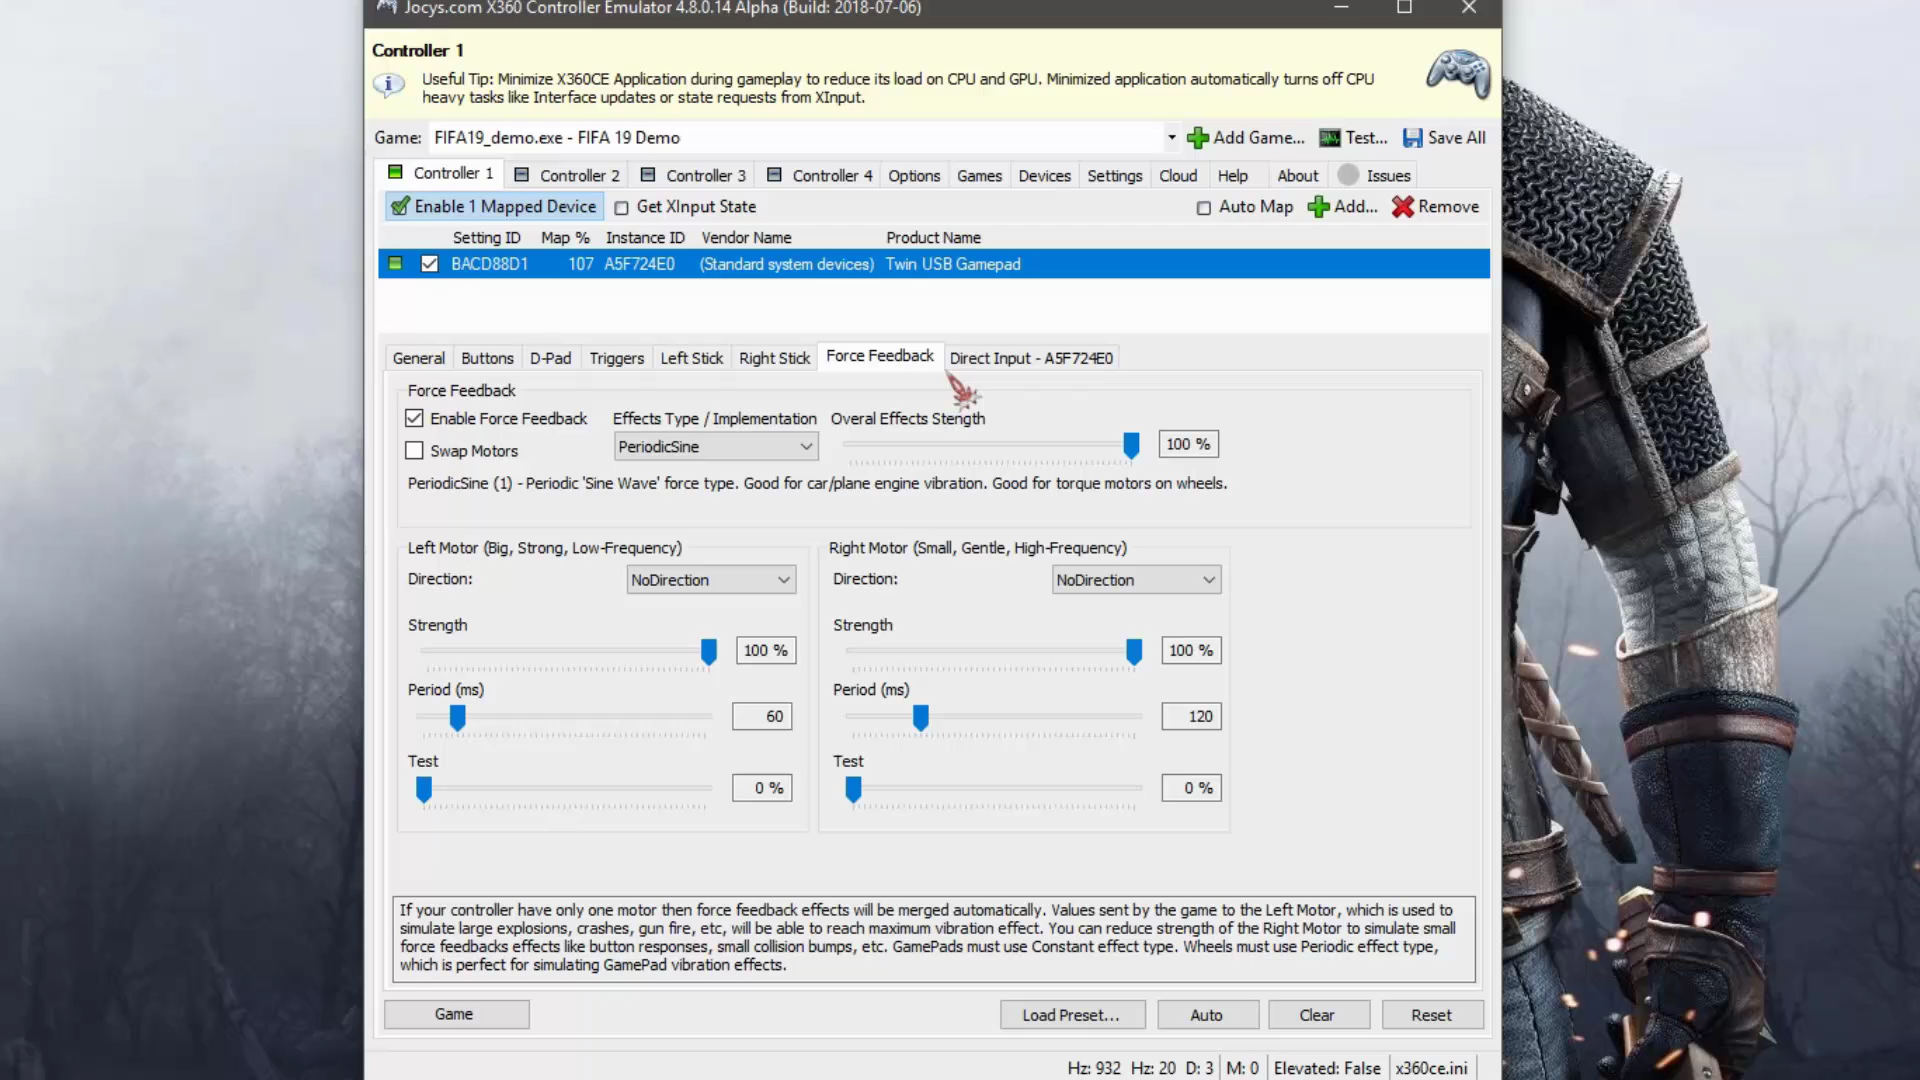 Jocys.com X360 Controller Emulator 4.8.0.14 Alpha (Build: 2018-07-06)
Controller 1
Useful Tip: Minimize X360CE Application during gameplay to reduce its load on CPU and GPU. Minimized application automatically turns off CPU
heavy tasks like Interface updates or state requests from XInput.
Game: FIFA19_demo.exe - FIFA 19 Demo Add Game... Test... Save All
Controller 1 Controller 2 Controller 3 Controller 4 Options Games Devices Settings Cloud Help About Issues
Enable 1 Mapped Device Get XInput State Auto Map Add... Remove
Setting ID Map % Instance ID Vendor Name Product Name
BACD88D1 107 A5F724E0 (Standard system devices) Twin USB Gamepad
General Buttons D-Pad Triggers Left Stick Right Stick Force Feedback Direct Input - A5F724E0
Force Feedback
Enable Force Feedback Effects Type / Implementation Overal Effects Stength
Swap Motors PeriodicSine 100 %
PeriodicSine (1) - Periodic 'Sine Wave' force type. Good for car/plane engine vibration. Good for torque motors on wheels.
Left Motor (Big, Strong, Low-Frequency) Right Motor (Small, Gentle, High-Frequency)
Direction: NoDirection Direction: NoDirection
Strength Strength
100 % 100 %
Period (ms) Period (ms)
60 120
Test Test
0 % 0 %
If your controller have only one motor then force feedback effects will be merged automatically. Values sent by the game to the Left Motor, which is used to
simulate large explosions, crashes, gun fire, etc, will be able to reach maximum vibration effect. You can reduce strength of the Right Motor to simulate small
force feedbacks effects like button responses, small collision bumps, etc. GamePads must use Constant effect type. Wheels must use Periodic effect type,
which is perfect for simulating GamePad vibration effects.
Game Load Preset... Auto Clear Reset
Hz: 932 Hz: 20 D: 3 M: 0 Elevated: False x360ce.ini